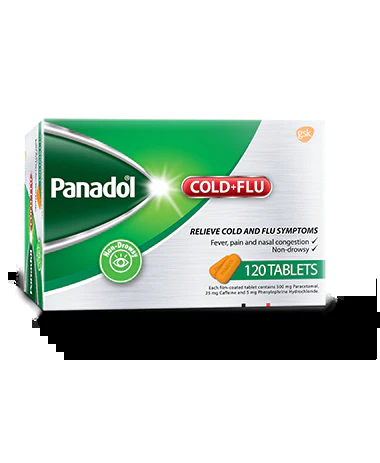 gsk
Panadol®
COLD+FLU
RELIEVE COLD AND FLU SYMPTOMS
Fever, pain and nasal congestion ✓
Non-drowsy ✓
Non-Drowsy
120 TABLETS
Each film-coated tablet contains 500 mg Paracetamol,
25 mg Caffeine and 5 mg Phenylephrine Hydrochloride.